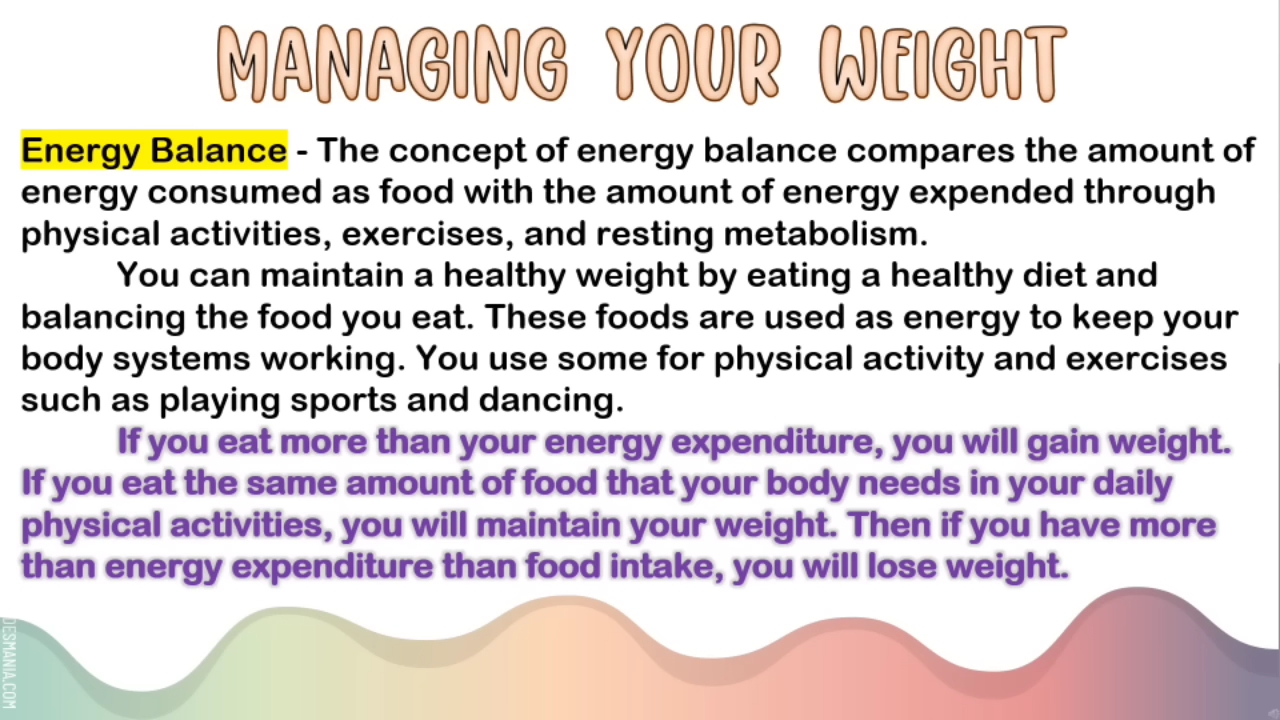 MANAGING YOUR WEIGHT
Energy Balance - The concept of energy balance compares the amount of
energy consumed as food with the amount of energy expended through
physical activities, exercises, and resting metabolism.
You can maintain a healthy weight by eating a healthy diet and
balancing the food you eat. These foods are used as energy to keep your
body systems working. You use some for physical activity and exercises
such as playing sports and dancing.
If you eat more than your energy expenditure, you will gain weight.
If you eat the same amount of food that your body needs in your daily
physical activities, you will maintain your weight. Then if you have more
than energy expenditure than food intake, you will lose weight.
DESMANIA.COM